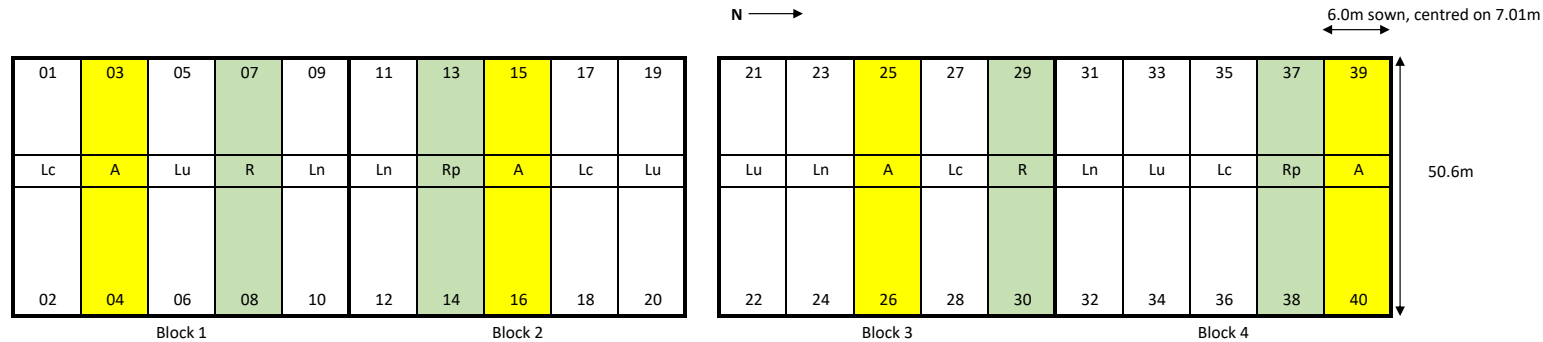 N
6.0m sown, centred on 7.01m
01 03 05 07 09 11 13 15 17 19 21 23 25 27 29 31 33 35 37 39
Lc A Lu R Ln Ln Rp A Lc Lu Lu Ln A Lc R Ln Lu Lc Rp A 50.6m
02 04 06 08 10 12 14 16 18 20 22 24 26 28 30 32 34 36 38 40
Block 1 Block 2 Block 3 Block 4